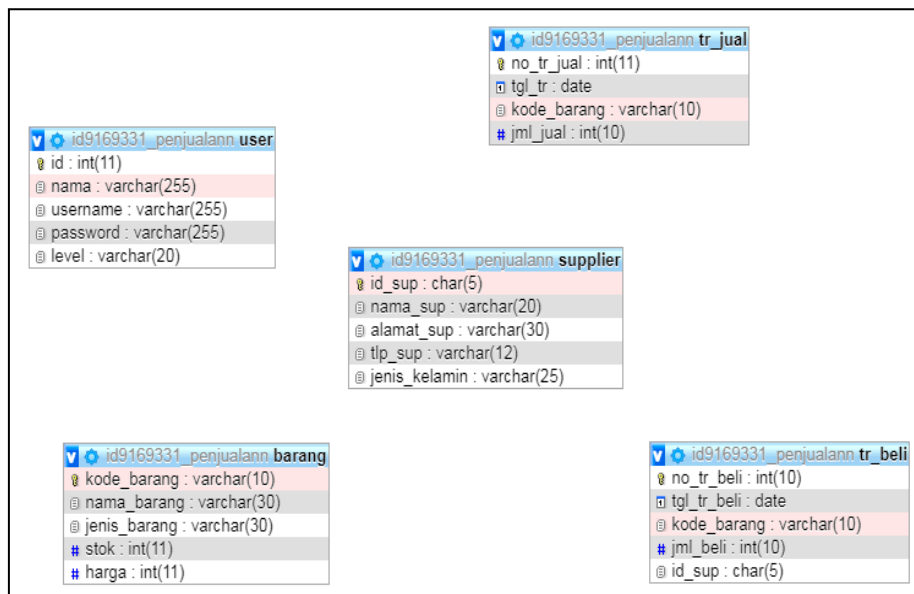 id9169331_penjualann tr_jual
no_tr_jual : int(11)
tgl_tr : date
kode_barang : varchar(10)
# jml_jual : int(10)
id9169331_penjualann user
id : int(11)
nama : varchar(255)
username : varchar(255)
password : varchar(255)
level : varchar(20)
id9169331_penjualann supplier
id_sup : char(5)
nama_sup : varchar(20)
alamat_sup : varchar(30)
tlp_sup : varchar(12)
jenis_kelamin : varchar(25)
id9169331_penjualann barang
kode_barang : varchar(10)
nama_barang : varchar(30)
jenis_barang : varchar(30)
# stok : int(11)
# harga : int(11)
id9169331_penjualann tr_beli
no_tr_beli : int(10)
tgl_tr_beli : date
kode_barang : varchar(10)
# jml_beli : int(10)
id_sup : char(5)